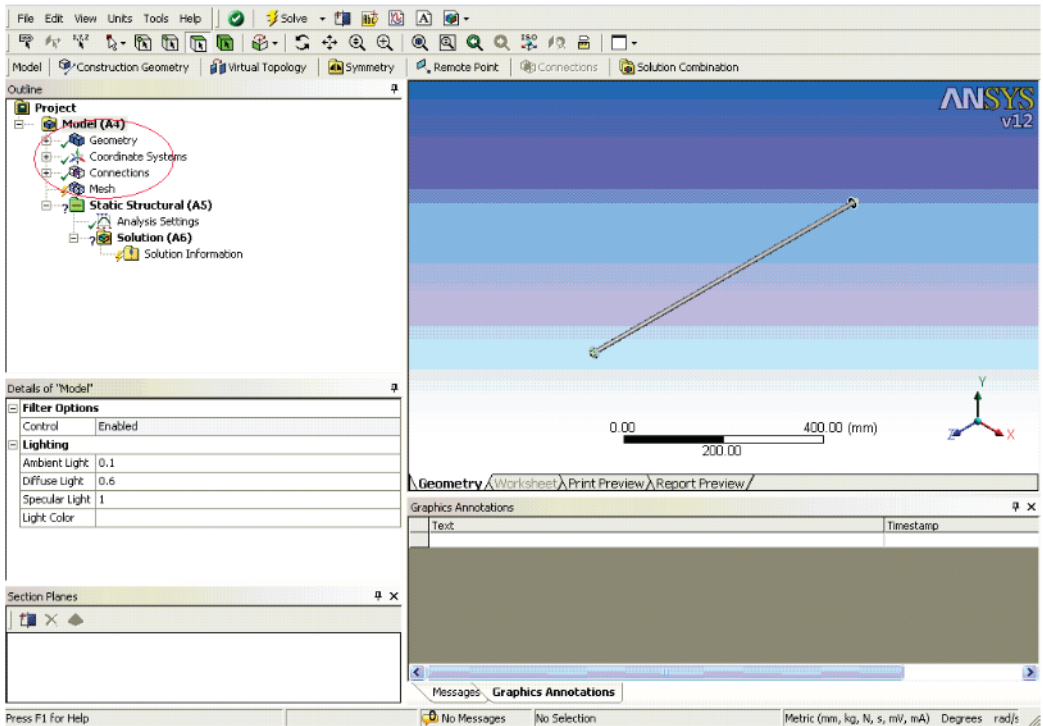 File Edit View Units Tools Help Solve A
ISO
Model Construction Geometry Virtual Topology Symmetry Remote Point Connections Solution Combination
Outline
Project
Model (A4)
Geometry
Coordinate Systems
Connections
Mesh
? Static Structural (A5)
Analysis Settings
? Solution (A6)
Solution Information
Details of "Model"
Filter Options
Control Enabled
Lighting
Ambient Light 0.1
Diffuse Light 0.6
Specular Light 1
Light Color
Section Planes
ANSYS
v12
0.00 400.00 (mm)
200.00
Y
Z X
Geometry Worksheet Print Preview Report Preview
Graphics Annotations
Text Timestamp
Messages Graphics Annotations
Press F1 for Help No Messages No Selection Metric (mm, kg, N, s, mV, mA) Degrees rad/s